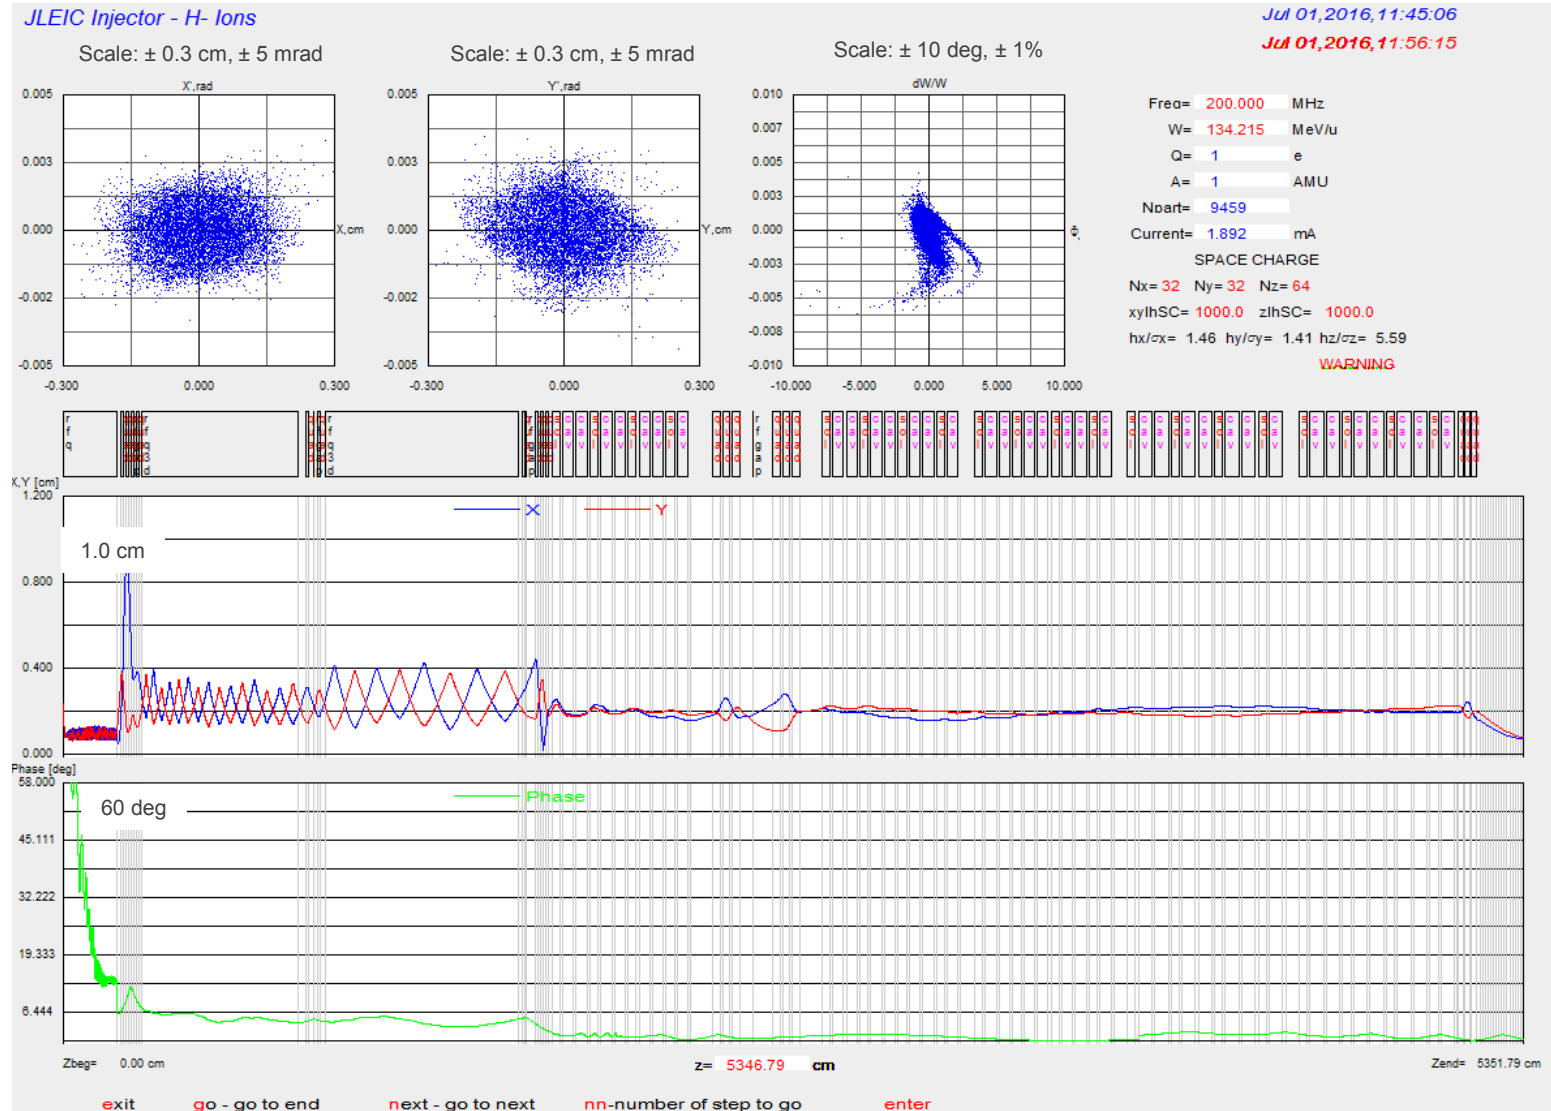 JLEIC Injector - H- Ions
Jul 01,2016,11:45:06
Jul 01,2016,11:56:15
Scale: ± 0.3 cm, ± 5 mrad
Scale: ± 0.3 cm, ± 5 mrad
Scale: ± 10 deg, ± 1%
X',rad
Y',rad
dW/W
0.005
0.003
0.000
-0.002
-0.005
-0.300 0.000 0.300
X,cm
0.005
0.003
0.000
-0.002
-0.005
-0.300 0.000 0.300
Y,cm
0.010
0.007
0.005
0.003
0.000
-0.003
-0.005
-0.008
-0.010
-10.000 -5.000 0.000 5.000 10.000
Φ,
Freq= 200.000 MHz
W= 134.215 MeV/u
Q= 1 e
A= 1 AMU
Npart= 9459
Current= 1.892 mA
SPACE CHARGE
Nx= 32 Ny= 32 Nz= 64
xylhSC= 1000.0 zlhSC= 1000.0
hx/σx= 1.46 hy/σy= 1.41 hz/σz= 5.59
WARNING
rfq
X,Y [cm]
1.200
0.800
0.400
0.000
X Y
1.0 cm
Phase [deg]
58.000
45.111
32.222
19.333
6.444
Phase
60 deg
Zbeg= 0.00 cm z= 5346.79 cm Zend= 5351.79 cm
exit go - go to end next - go to next nn-number of step to go enter